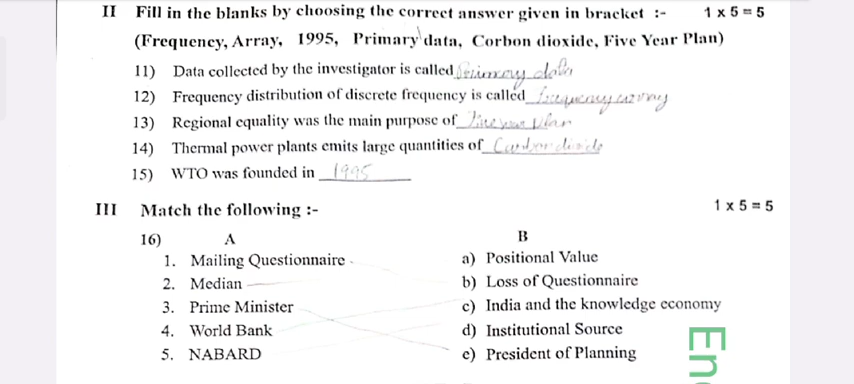 II Fill in the blanks by choosing the correct answer given in bracket :- 1 x 5 = 5
(Frequency, Array, 1995, Primary data, Corbon dioxide, Five Year Plan)
11) Data collected by the investigator is called Primary data
12) Frequency distribution of discrete frequency is called frequency array
13) Regional equality was the main purpose of Five year plan
14) Thermal power plants emits large quantities of Carbon dioxide
15) WTO was founded in 1995
III Match the following :- 1 x 5 = 5
16) A B
1. Mailing Questionnaire a) Positional Value
2. Median b) Loss of Questionnaire
3. Prime Minister c) India and the knowledge economy
4. World Bank d) Institutional Source
5. NABARD e) President of Planning
En